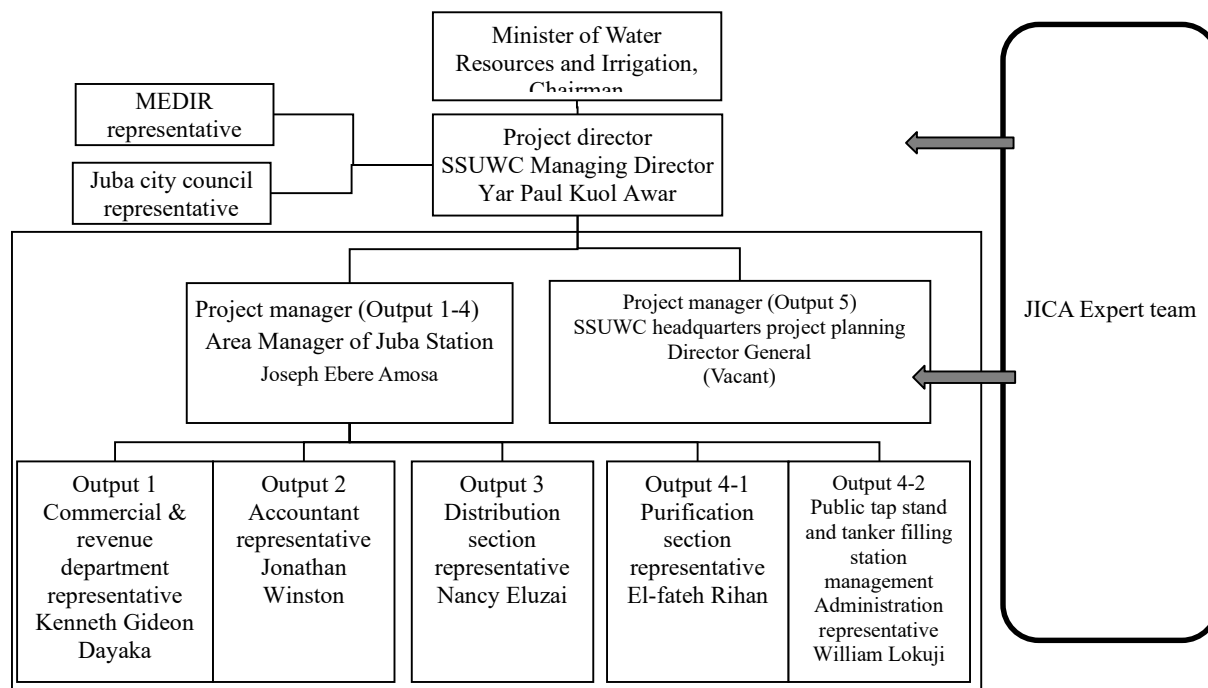 Minister of Water
Resources and Irrigation,
Chairman
MEDIR
representative
Project director
SSUWC Managing Director
Yar Paul Kuol Awar
Juba city council
representative
Project manager (Output 1-4)
Area Manager of Juba Station
Joseph Ebere Amosa
Project manager (Output 5)
SSUWC headquarters project planning
Director General
(Vacant)
JICA Expert team
Output 1
Commercial &
revenue
department
representative
Kenneth Gideon
Dayaka
Output 2
Accountant
representative
Jonathan
Winston
Output 3
Distribution
section
representative
Nancy Eluzai
Output 4-1
Purification
section
representative
El-fateh Rihan
Output 4-2
Public tap stand
and tanker filling
station
management
Administration
representative
William Lokuji